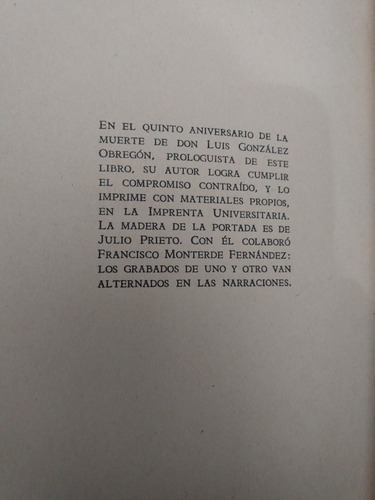 En el quinto aniversario de la
muerte de don Luis González
Obregón, prologuista de este
libro, su autor logra cumplir
el compromiso contraído, y lo
imprime con materiales propios,
en la Imprenta Universitaria.
La madera de la portada es de
Julio Prieto. Con él colaboró
Francisco Monterde Fernández:
los grabados de uno y otro van
alternados en las narraciones.